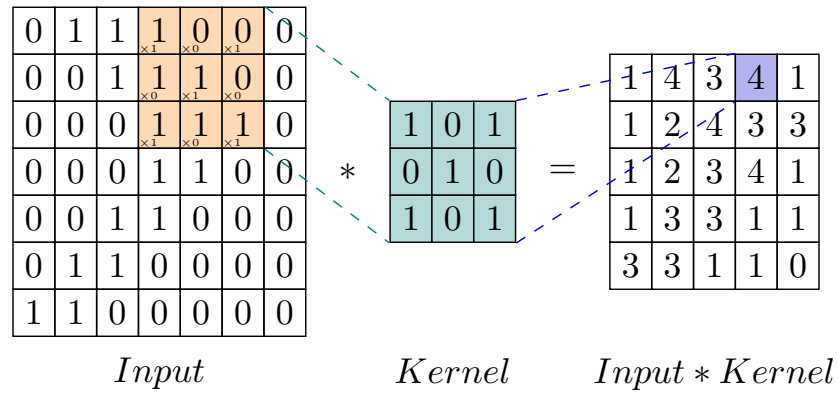 0 1 1 1×1 0×0 0×1 0
0 0 1 1×0 1×1 0×0 0
0 0 0 1×1 1×0 1×1 0
0 0 0 1 1 0 0
0 0 1 1 0 0 0
0 1 1 0 0 0 0
1 1 0 0 0 0 0
Input
*
1 0 1
0 1 0
1 0 1
Kernel
=
1 4 3 4 1
1 2 4 3 3
1 2 3 4 1
1 3 3 1 1
3 3 1 1 0
Input * Kernel